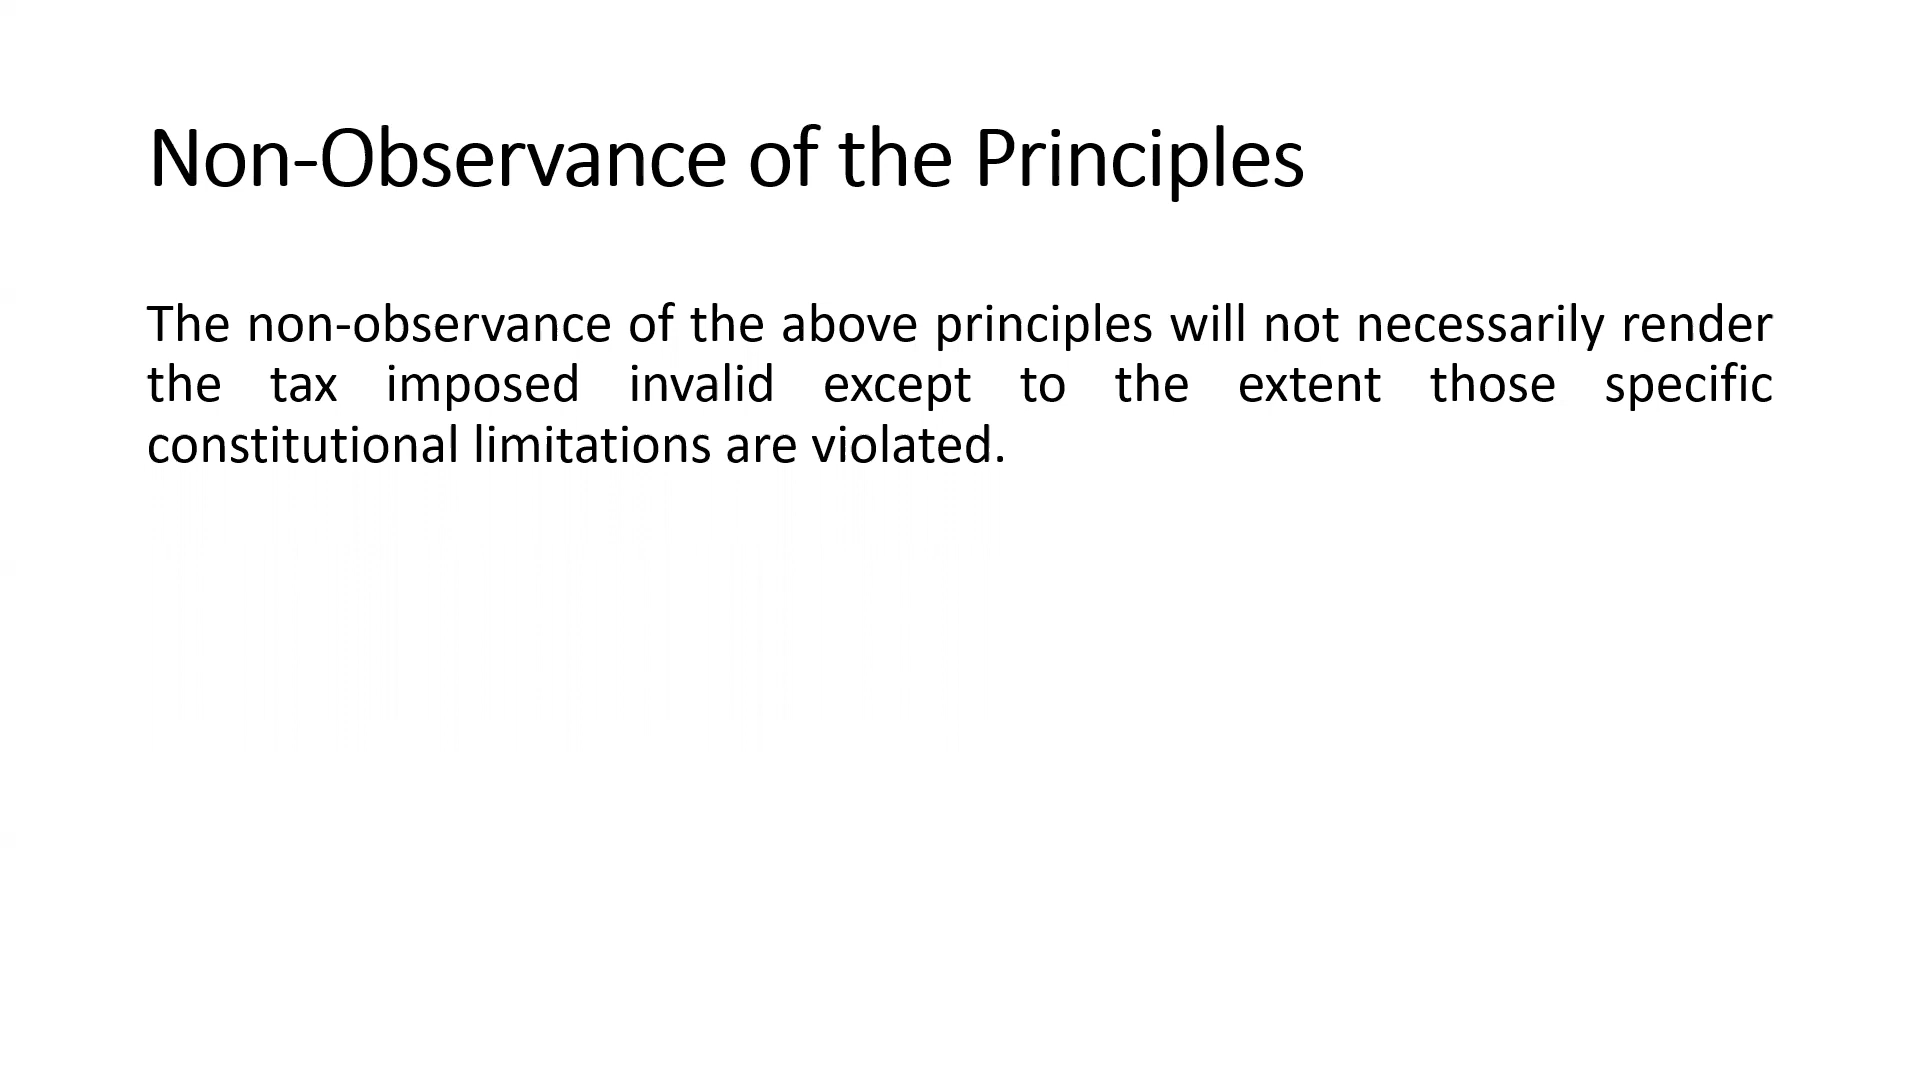 Non-Observance of the Principles
The non-observance of the above principles will not necessarily render
the tax imposed invalid except to the extent those specific
constitutional limitations are violated.